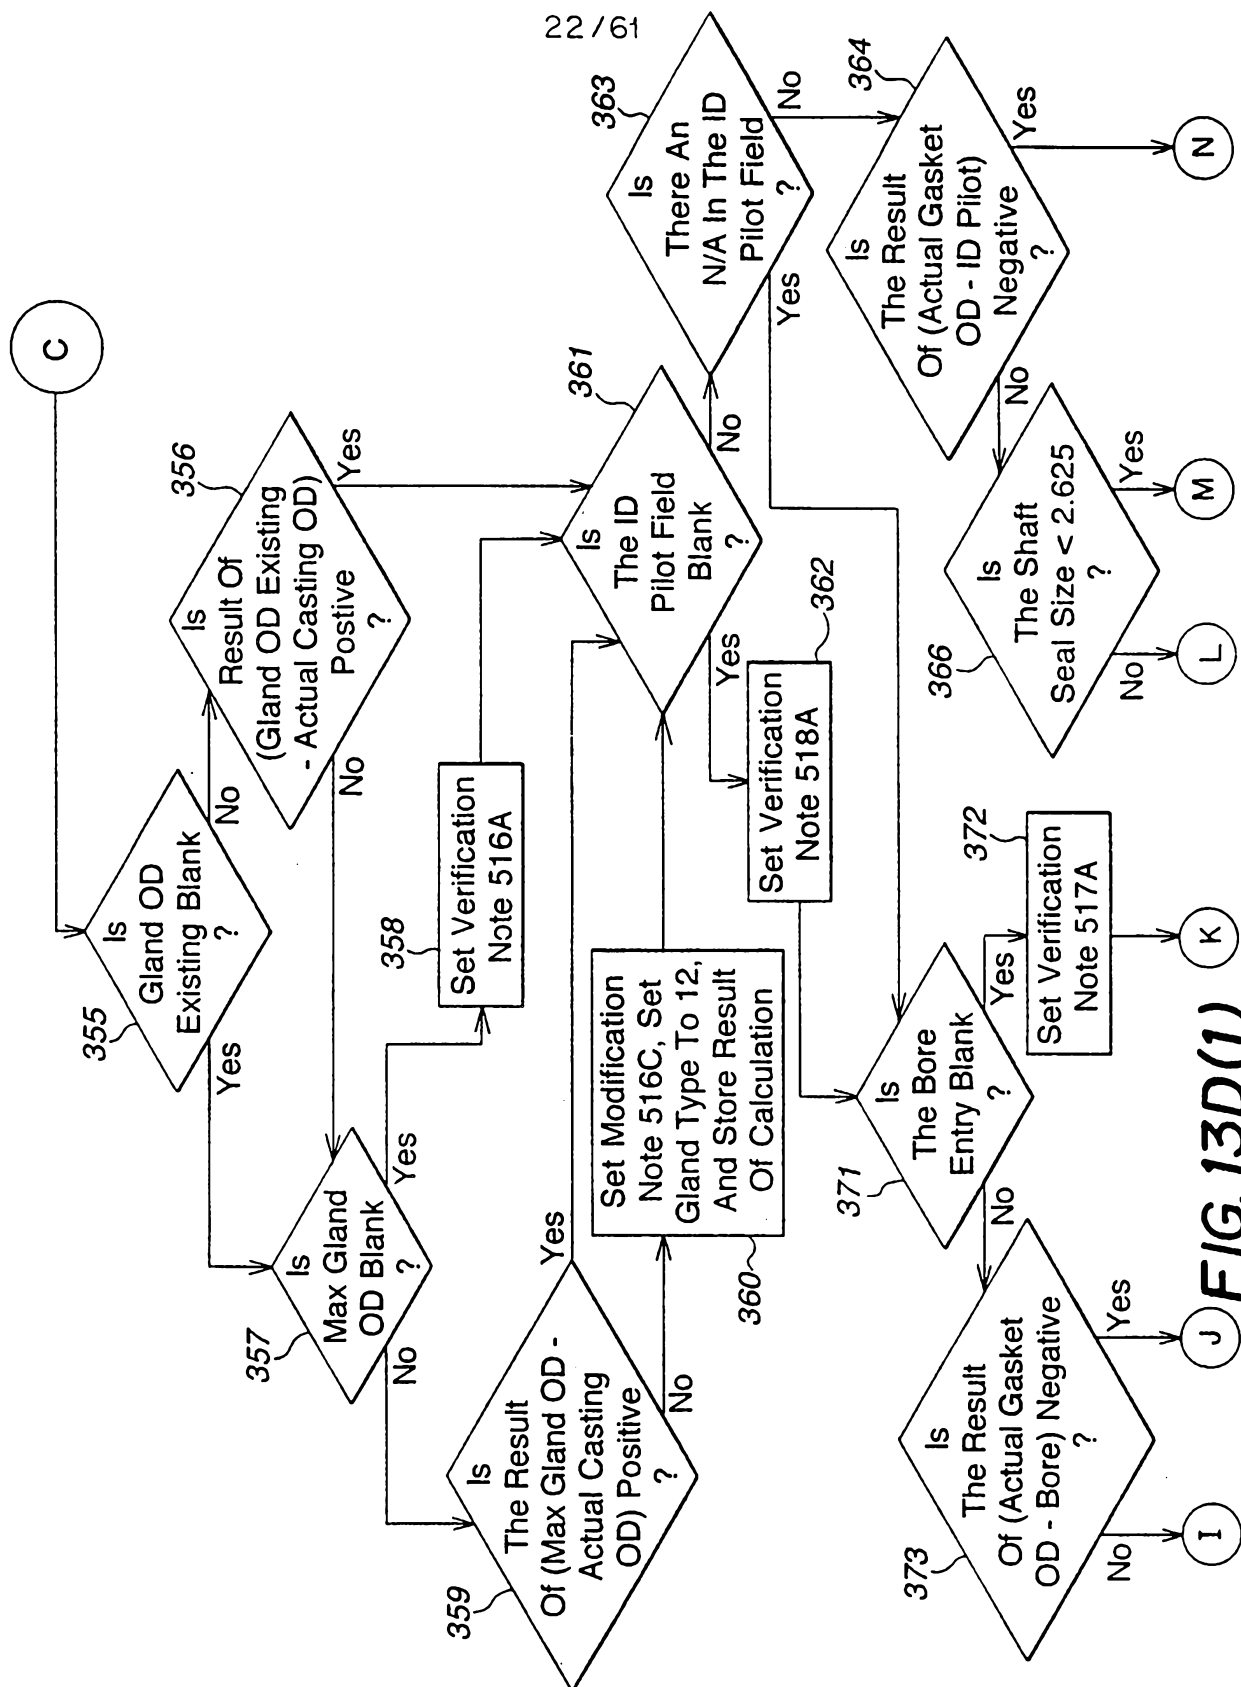 22/61
C
355
Is
Gland OD
Existing Blank
?
Yes
No
356
Is
Result Of
(Gland OD Existing
- Actual Casting OD)
Postive
?
No
Yes
357
Is
Max Gland
OD Blank
?
No
Yes
358
Set Verification
Note 516A
359
Is
The Result
Of (Max Gland OD -
Actual Casting
OD) Positive
?
Yes
No
360
Set Modification
Note 516C, Set
Gland Type To 12,
And Store Result
Of Calculation
361
Is
The ID
Pilot Field
Blank
?
Yes
No
362
Set Verification
Note 518A
363
Is
There An
N/A In The ID
Pilot Field
?
Yes
No
364
Is
The Result
Of (Actual Gasket
OD - ID Pilot)
Negative
?
No
Yes
366
Is
The Shaft
Seal Size < 2.625
?
No
Yes
371
Is
The Bore
Entry Blank
?
No
Yes
372
Set Verification
Note 517A
373
Is
The Result
Of (Actual Gasket
OD - Bore) Negative
?
No
Yes
I
J
K
L
M
N
FIG. 13D(1)